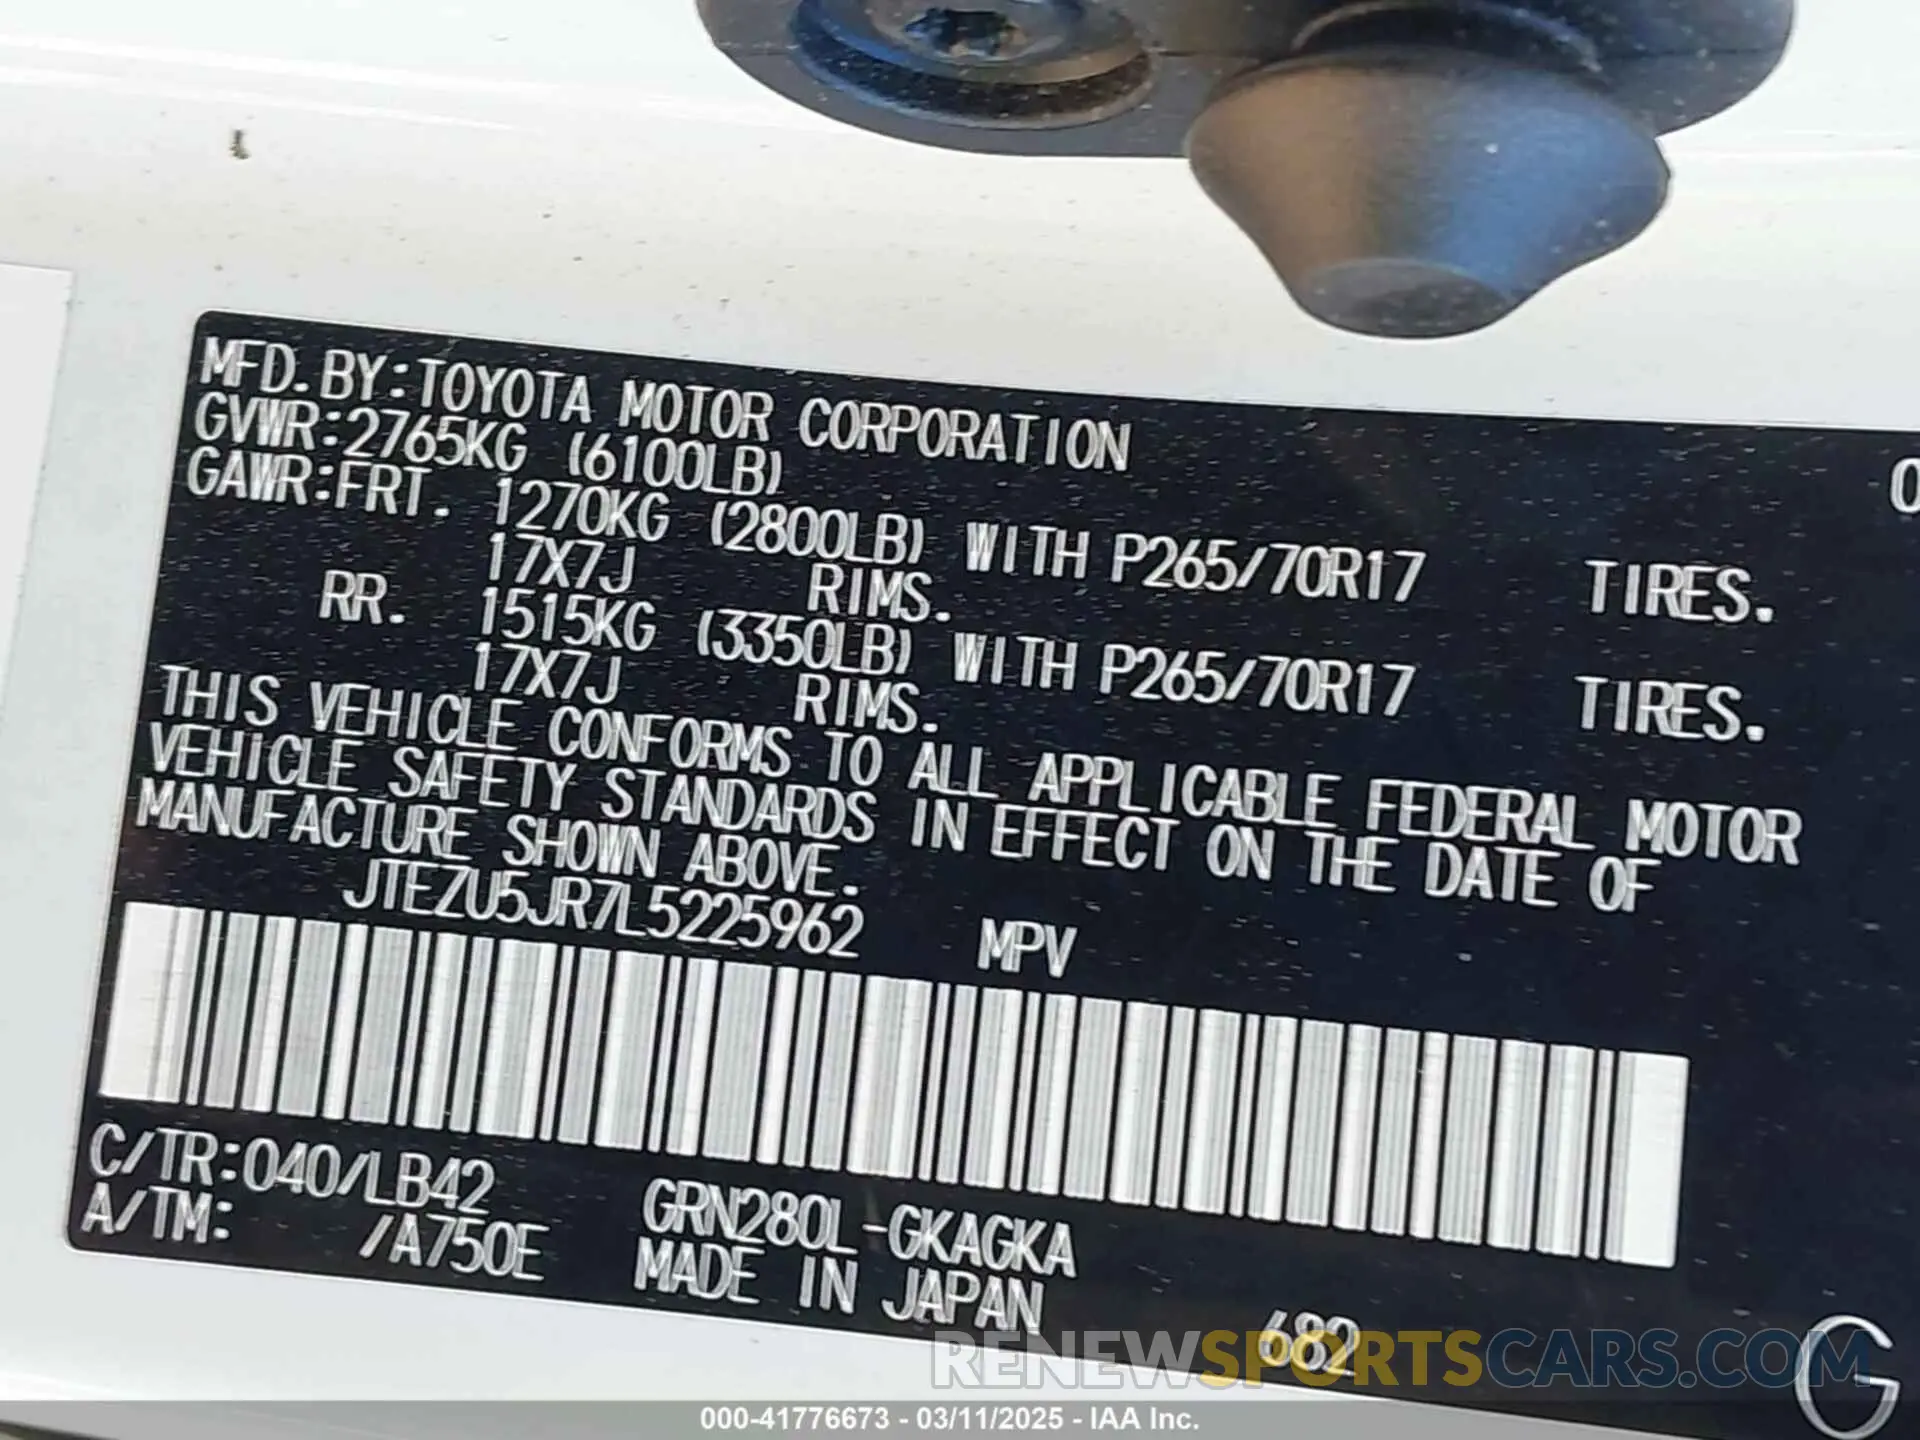 MFD. BY:TOYOTA MOTOR CORPORATION 0
GVWR:2765KG (6100LB)
GAWR:FRT. 1270KG (2800LB) WITH P265/70R17 TIRES.
17X7J RIMS.
RR. 1515KG (3350LB) WITH P265/70R17 TIRES.
17X7J RIMS.
THIS VEHICLE CONFORMS TO ALL APPLICABLE FEDERAL MOTOR
VEHICLE SAFETY STANDARDS IN EFFECT ON THE DATE OF
MANUFACTURE SHOWN ABOVE.
JTEZU5JR7L5225962 MPV
C/TR:040/LB42 GRN280L-GKAGKA
A/TM: /A750E MADE IN JAPAN 682
G
RENEWSPORTSCARS.COM
000-41776673 - 03/11/2025 - IAA Inc.